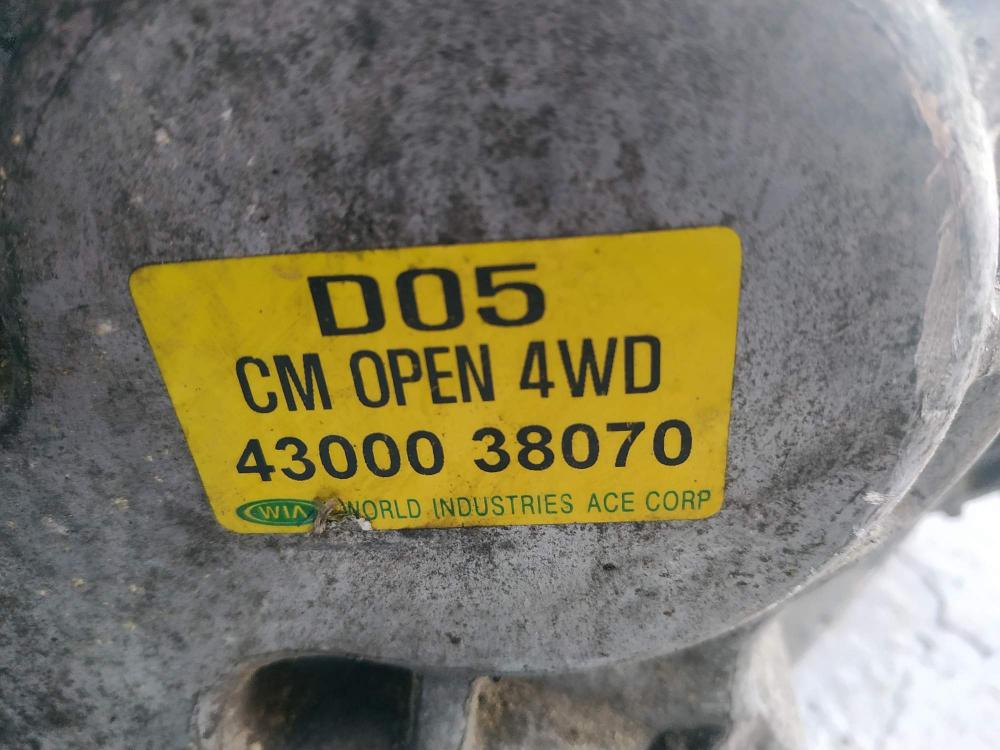 D05
CM OPEN 4WD
43000 38070
WIA WORLD INDUSTRIES ACE CORP